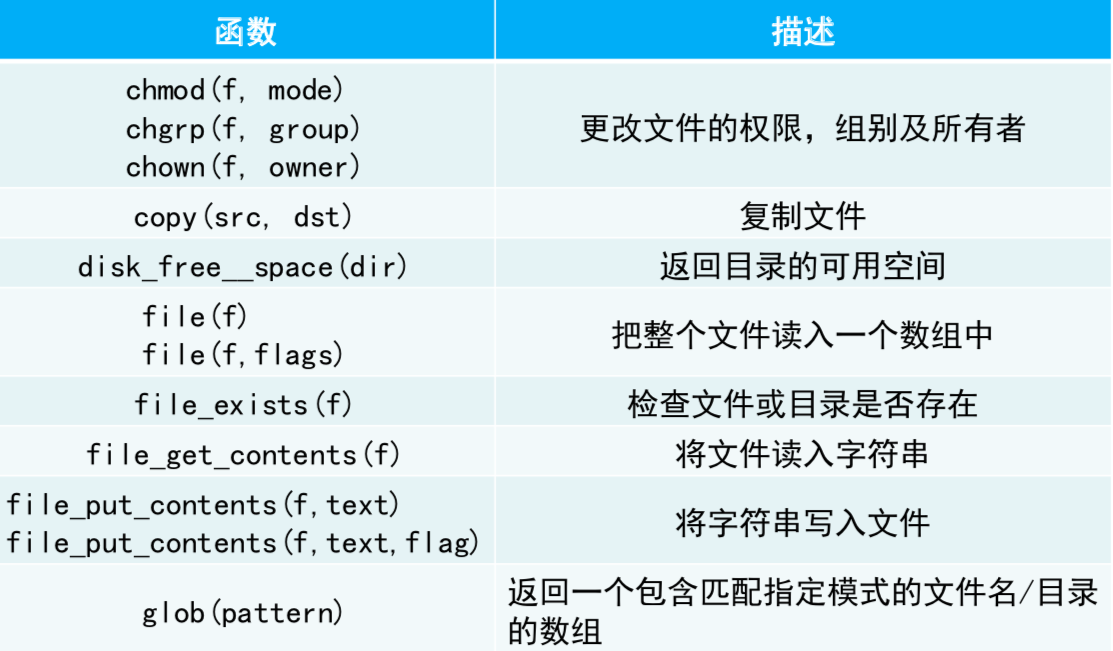 函数 描述
chmod(f, mode)
chgrp(f, group)
chown(f, owner)
更改文件的权限，组别及所有者
copy(src, dst) 复制文件
disk_free__space(dir) 返回目录的可用空间
file(f)
file(f,flags)
把整个文件读入一个数组中
file_exists(f) 检查文件或目录是否存在
file_get_contents(f) 将文件读入字符串
file_put_contents(f,text)
file_put_contents(f,text,flag)
将字符串写入文件
glob(pattern)
返回一个包含匹配指定模式的文件名/目录
的数组